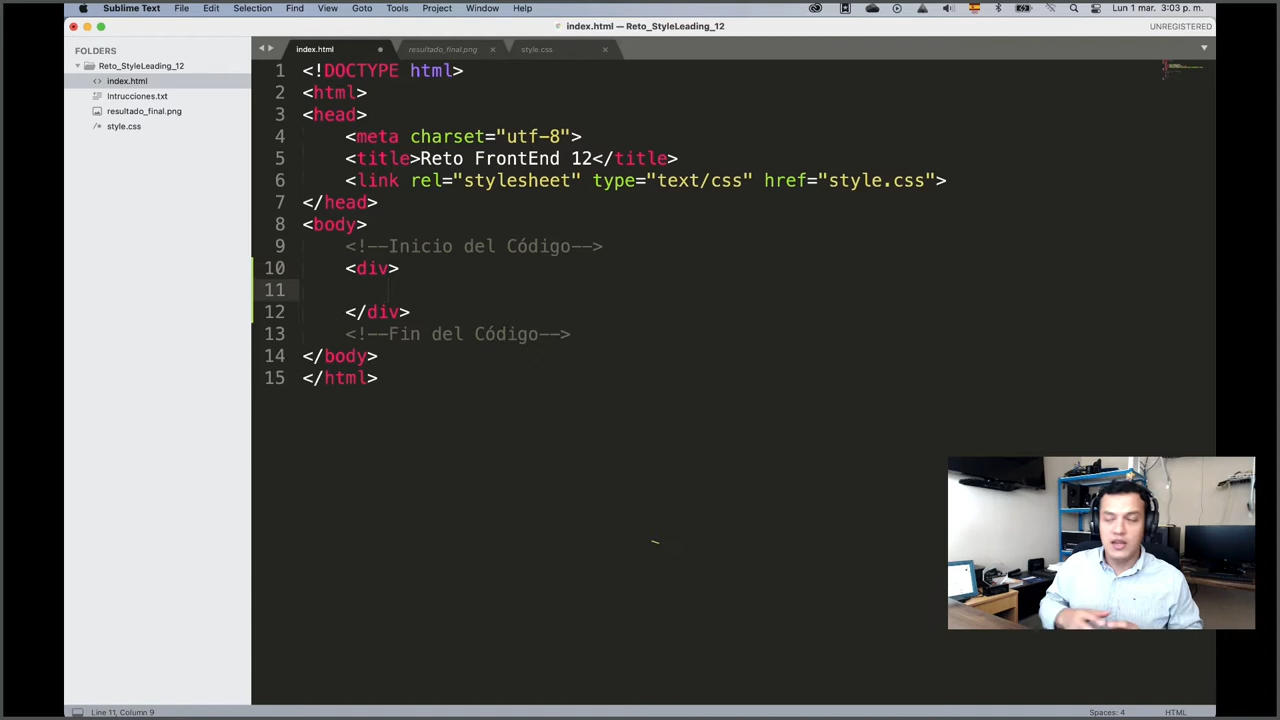 Sublime Text File Edit Selection Find View Goto Tools Project Window Help Lun 1 mar. 3:03 p. m.
index.html — Reto_StyleLeading_12 UNREGISTERED
FOLDERS
Reto_StyleLeading_12
index.html
Intrucciones.txt
resultado_final.png
style.css
index.html resultado_final.png style.css
1 <!DOCTYPE html>
2 <html>
3 <head>
4 <meta charset="utf-8">
5 <title>Reto FrontEnd 12</title>
6 <link rel="stylesheet" type="text/css" href="style.css">
7 </head>
8 <body>
9 <!--Inicio del Código-->
10 <div>
11
12 </div>
13 <!--Fin del Código-->
14 </body>
15 </html>
Line 11, Column 9 Spaces: 4 HTML